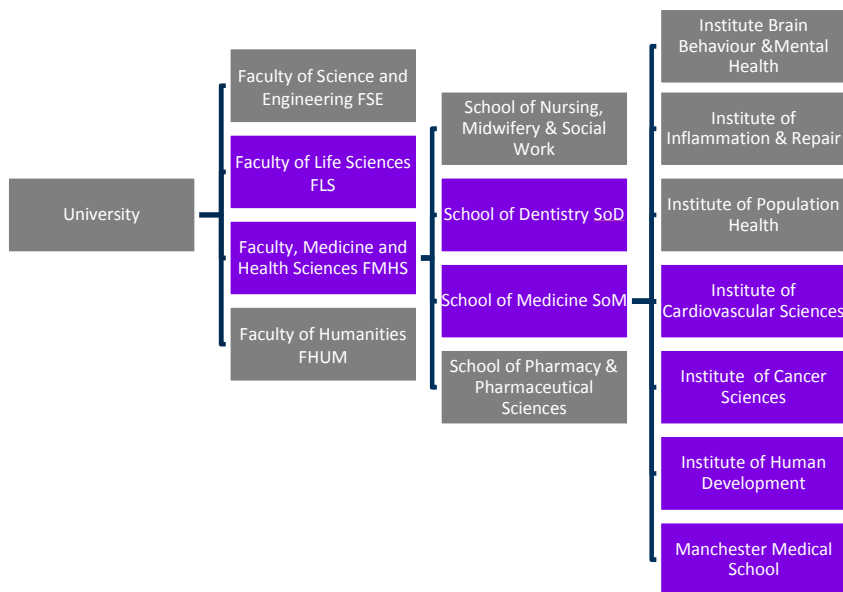 University
Faculty of Science and
Engineering FSE
Faculty of Life Sciences
FLS
Faculty, Medicine and
Health Sciences FMHS
Faculty of Humanities
FHUM
School of Nursing,
Midwifery & Social
Work
School of Dentistry SoD
School of Medicine SoM
School of Pharmacy &
Pharmaceutical
Sciences
Institute Brain
Behaviour &Mental
Health
Institute of
Inflammation & Repair
Institute of Population
Health
Institute of
Cardiovascular Sciences
Institute  of Cancer
Sciences
Institute of Human
Development
Manchester Medical
School